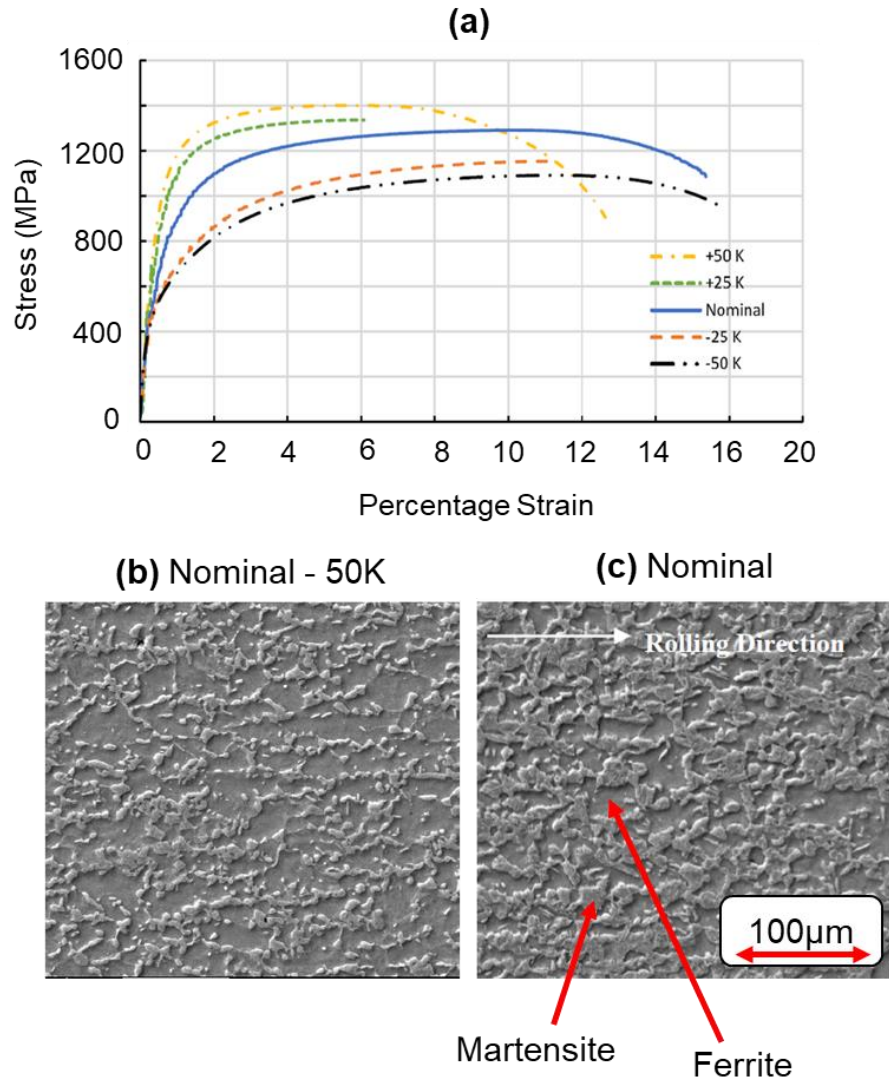 (a)
1600
1200
800
400
0
Stress (MPa)
+50 K
+25 K
Nominal
-25 K
-50 K
0 2 4 6 8 10 12 14 16 18 20
Percentage Strain
(b) Nominal - 50K
(c) Nominal
Rolling Direction
100µm
Martensite
Ferrite